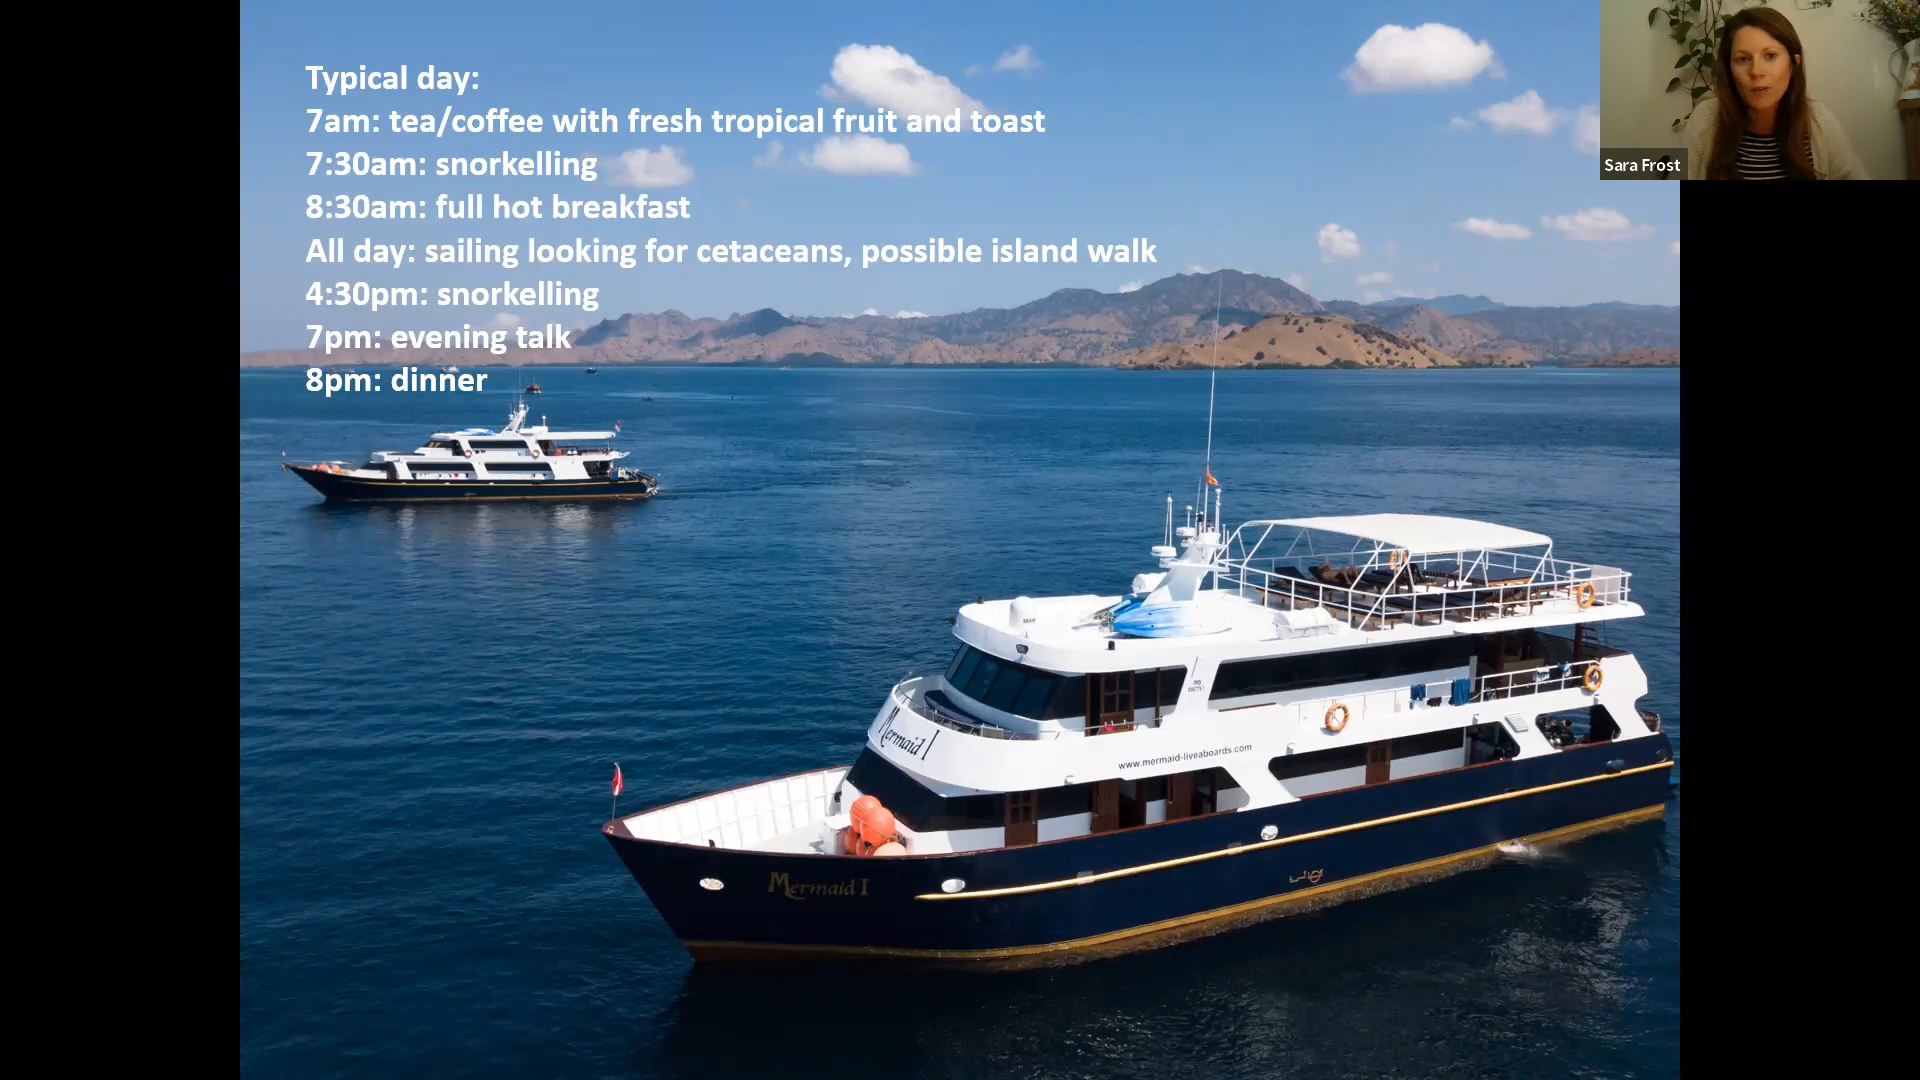 Typical day:
7am: tea/coffee with fresh tropical fruit and toast
7:30am: snorkelling
8:30am: full hot breakfast
All day: sailing looking for cetaceans, possible island walk
4:30pm: snorkelling
7pm: evening talk
8pm: dinner
Sara Frost
Mermaid I
www.mermaid-liveaboards.com
Mermaid I